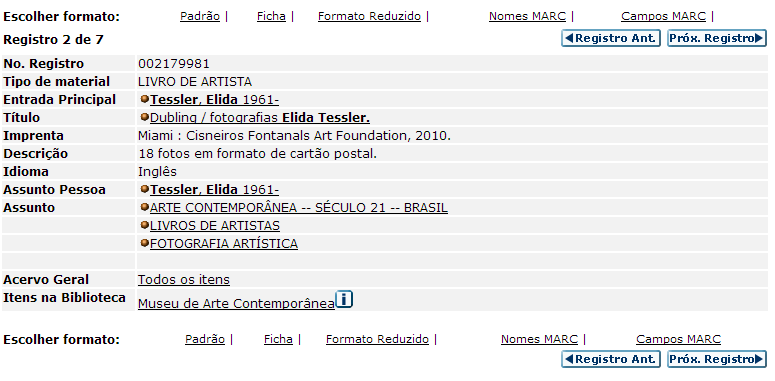 Escolher formato: Padrão | Ficha | Formato Reduzido | Nomes MARC | Campos MARC |
Registro 2 de 7 Registro Ant. Próx. Registro
No. Registro 002179981
Tipo de material LIVRO DE ARTISTA
Entrada Principal Tessler, Elida 1961-
Título Dubling / fotografias Elida Tessler.
Imprenta Miami : Cisneiros Fontanals Art Foundation, 2010.
Descrição 18 fotos em formato de cartão postal.
Idioma Inglês
Assunto Pessoa Tessler, Elida 1961-
Assunto ARTE CONTEMPORÂNEA -- SÉCULO 21 -- BRASIL
LIVROS DE ARTISTAS
FOTOGRAFIA ARTÍSTICA
Acervo Geral Todos os itens
Itens na Biblioteca Museu de Arte Contemporânea i
Escolher formato: Padrão | Ficha | Formato Reduzido | Nomes MARC | Campos MARC
Registro Ant. Próx. Registro